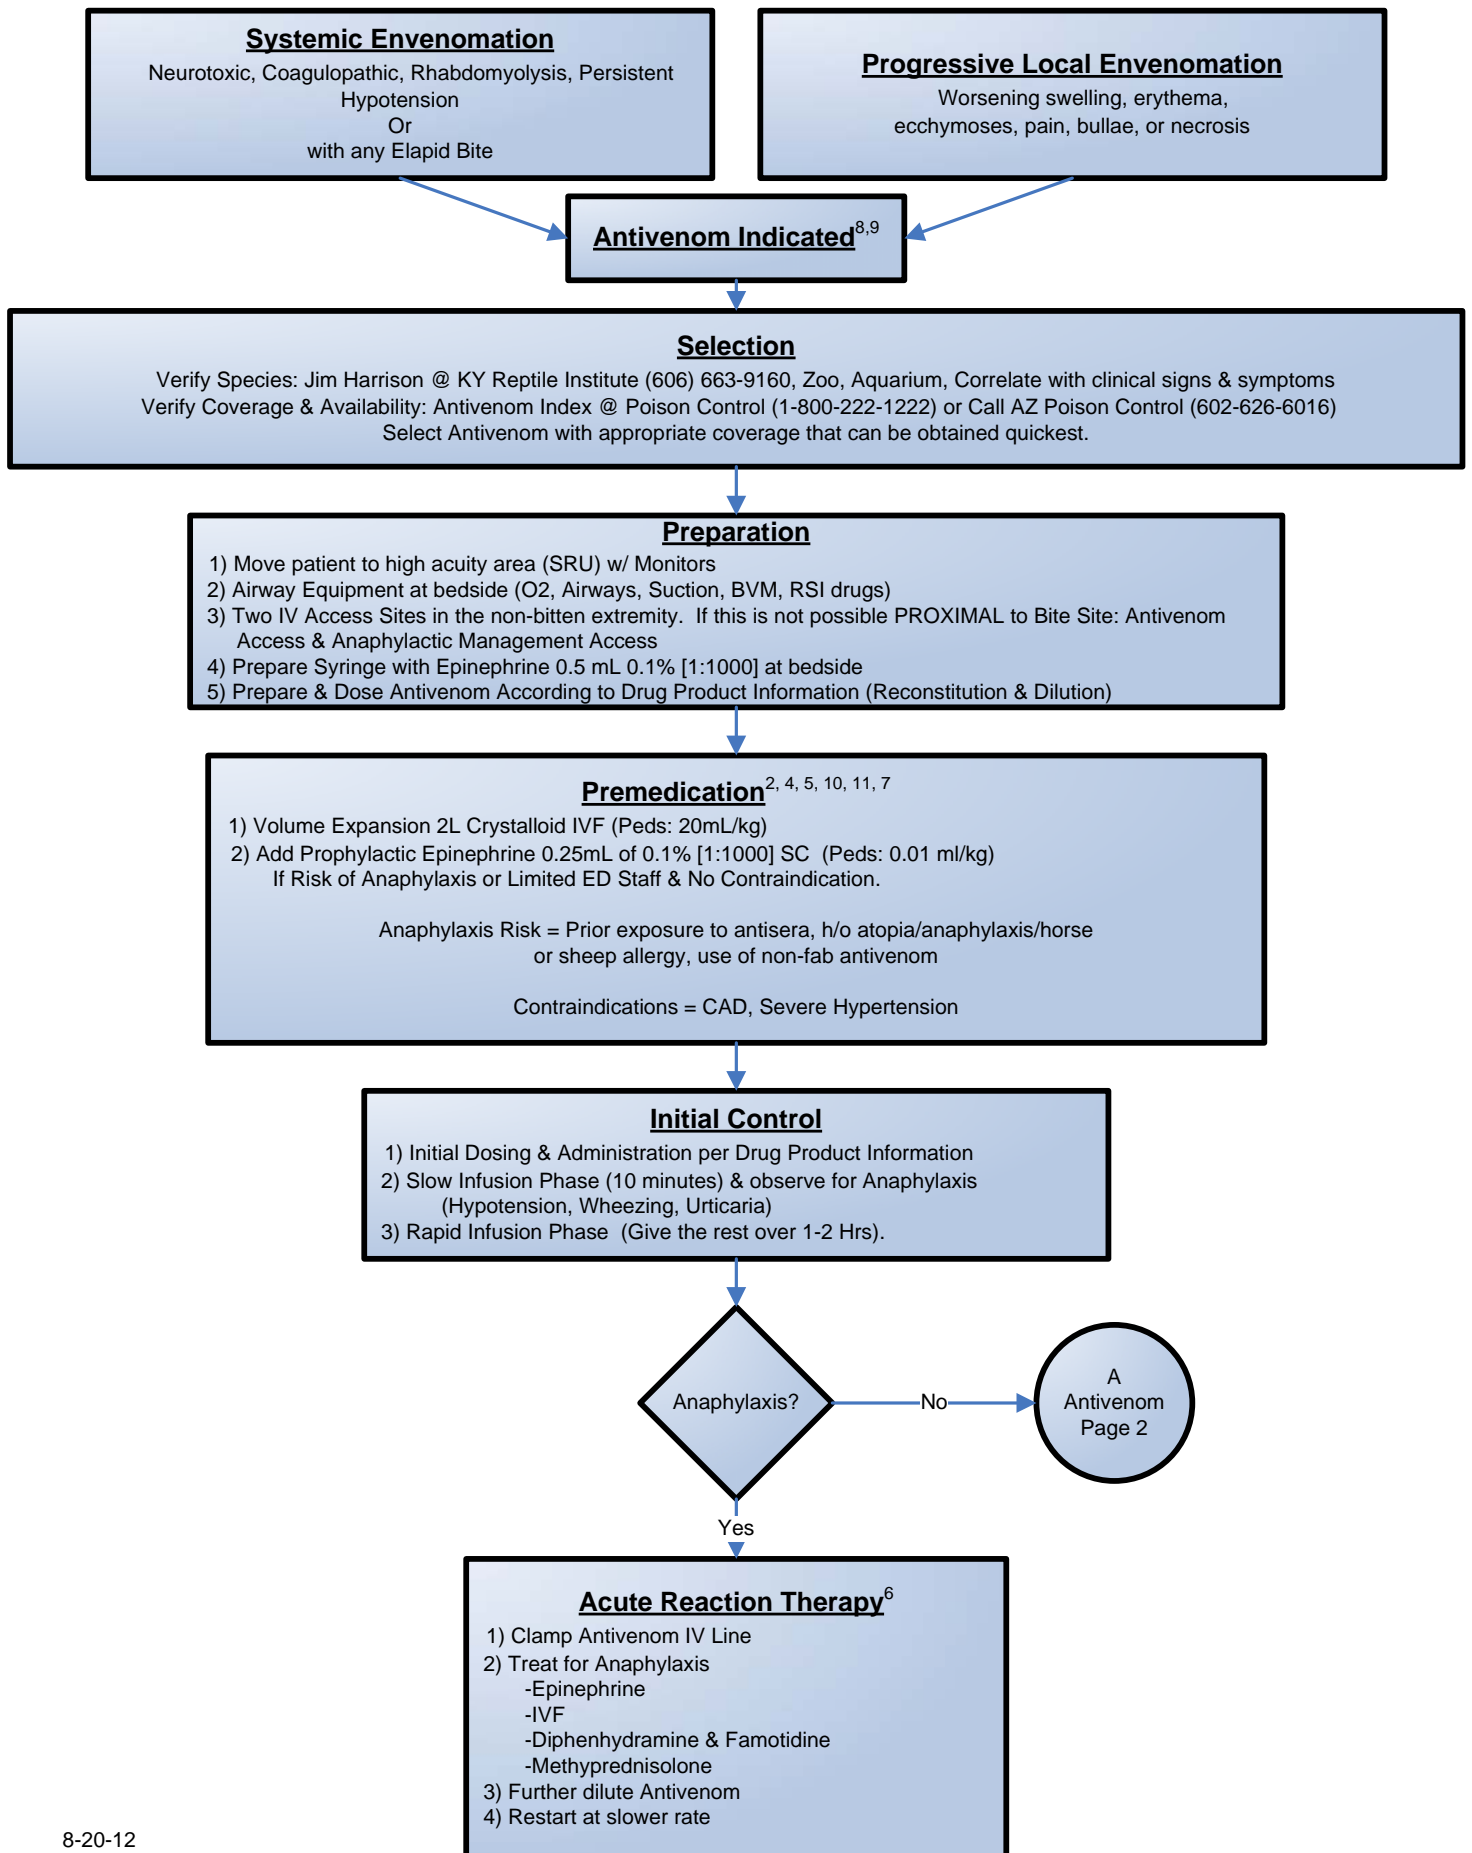 Systemic Envenomation
Neurotoxic, Coagulopathic, Rhabdomyolysis, Persistent
Hypotension
Or
with any Elapid Bite
Progressive Local Envenomation
Worsening swelling, erythema,
ecchymoses, pain, bullae, or necrosis
Antivenom Indicated8,9
Selection
Verify Species: Jim Harrison @ KY Reptile Institute (606) 663-9160, Zoo, Aquarium, Correlate with clinical signs & symptoms
Verify Coverage & Availability: Antivenom Index @ Poison Control (1-800-222-1222) or Call AZ Poison Control (602-626-6016)
Select Antivenom with appropriate coverage that can be obtained quickest.
Preparation
1) Move patient to high acuity area (SRU) w/ Monitors
2) Airway Equipment at bedside (O2, Airways, Suction, BVM, RSI drugs)
3) Two IV Access Sites in the non-bitten extremity. If this is not possible PROXIMAL to Bite Site: Antivenom
Access & Anaphylactic Management Access
4) Prepare Syringe with Epinephrine 0.5 mL 0.1% [1:1000] at bedside
5) Prepare & Dose Antivenom According to Drug Product Information (Reconstitution & Dilution)
Premedication2, 4, 5, 10, 11, 7
1) Volume Expansion 2L Crystalloid IVF (Peds: 20mL/kg)
2) Add Prophylactic Epinephrine 0.25mL of 0.1% [1:1000] SC (Peds: 0.01 ml/kg)
If Risk of Anaphylaxis or Limited ED Staff & No Contraindication.
Anaphylaxis Risk = Prior exposure to antisera, h/o atopia/anaphylaxis/horse
or sheep allergy, use of non-fab antivenom
Contraindications = CAD, Severe Hypertension
Initial Control
1) Initial Dosing & Administration per Drug Product Information
2) Slow Infusion Phase (10 minutes) & observe for Anaphylaxis
(Hypotension, Wheezing, Urticaria)
3) Rapid Infusion Phase (Give the rest over 1-2 Hrs).
Anaphylaxis?
No
A
Antivenom
Page 2
Yes
Acute Reaction Therapy6
1) Clamp Antivenom IV Line
2) Treat for Anaphylaxis
-Epinephrine
-IVF
-Diphenhydramine & Famotidine
-Methyprednisolone
3) Further dilute Antivenom
4) Restart at slower rate
8-20-12